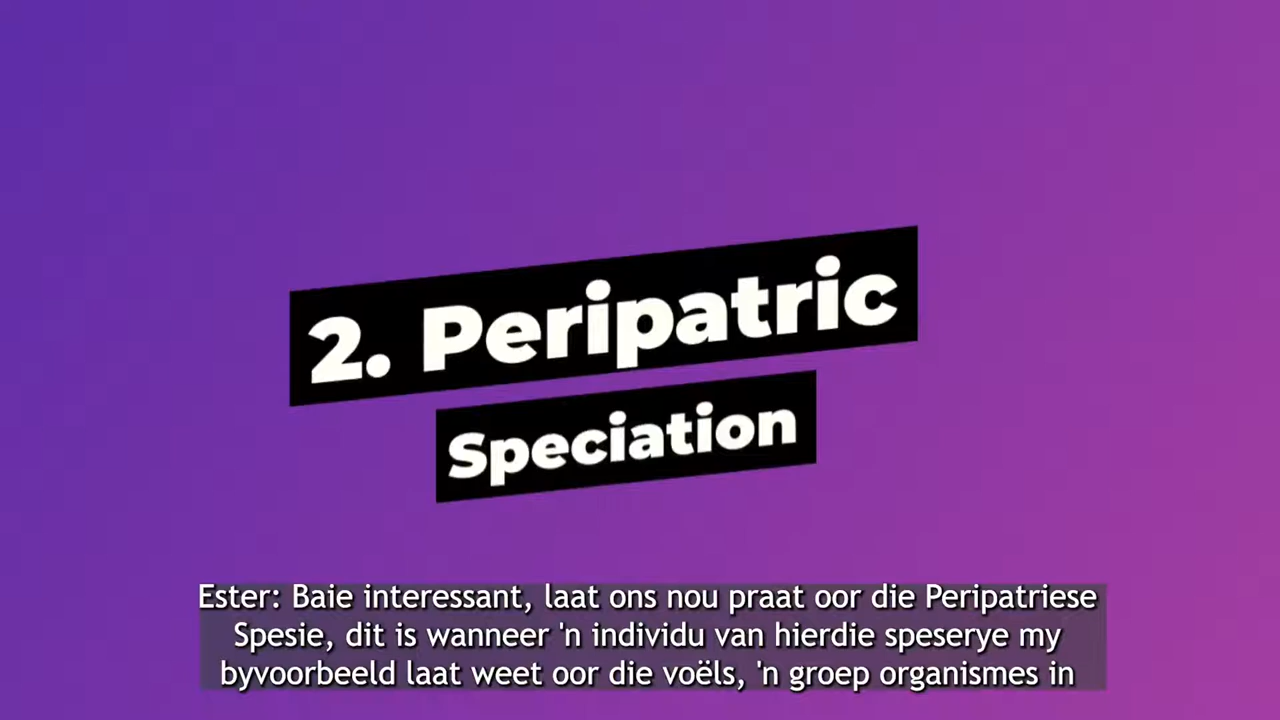 2. Peripatric
Speciation
Ester: Baie interessant, laat ons nou praat oor die Peripatriese
Spesie, dit is wanneer 'n individu van hierdie speserye my
byvoorbeeld laat weet oor die voëls, 'n groep organismes in